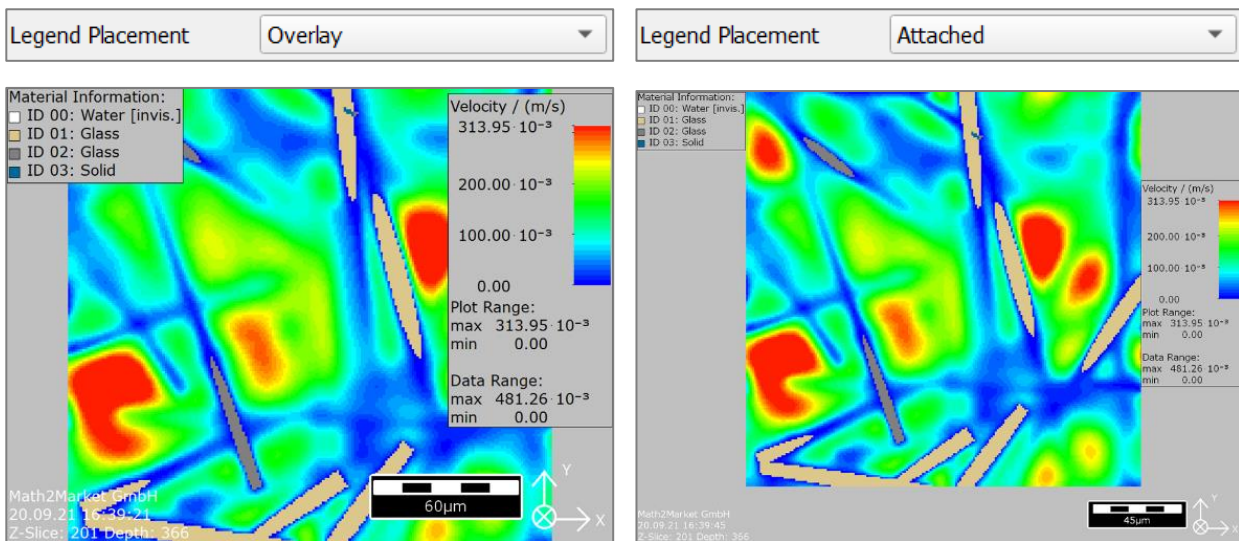 Legend Placement Overlay
Material Information:
ID 00: Water [invis.]
ID 01: Glass
ID 02: Glass
ID 03: Solid
Velocity / (m/s)
313.95·10⁻³
200.00·10⁻³
100.00·10⁻³
0.00
Plot Range:
max 313.95·10⁻³
min 0.00
Data Range:
max 481.26·10⁻³
min 0.00
Math2Market GmbH
20.09.21 16:39:21
Z-Slice: 201 Depth: 366
60µm
Y
X
Legend Placement Attached
Material Information:
ID 00: Water [invis.]
ID 01: Glass
ID 02: Glass
ID 03: Solid
Velocity / (m/s)
313.95·10⁻³
200.00·10⁻³
100.00·10⁻³
0.00
Plot Range:
max 313.95·10⁻³
min 0.00
Data Range:
max 481.26·10⁻³
min 0.00
Math2Market GmbH
20.09.21 16:39:45
Z-Slice: 201 Depth: 366
45µm
Y
X